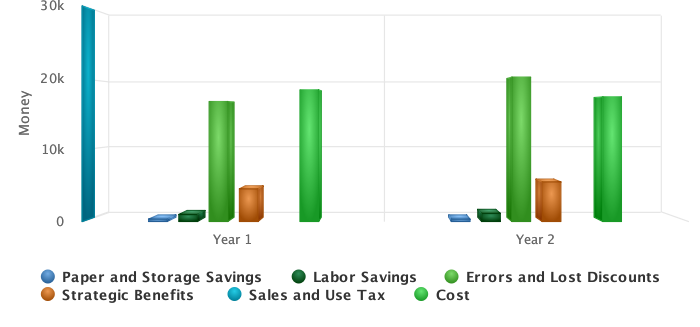 30k
20k
10k
0
Money
Year 1 Year 2
Paper and Storage Savings Labor Savings Errors and Lost Discounts
Strategic Benefits Sales and Use Tax Cost